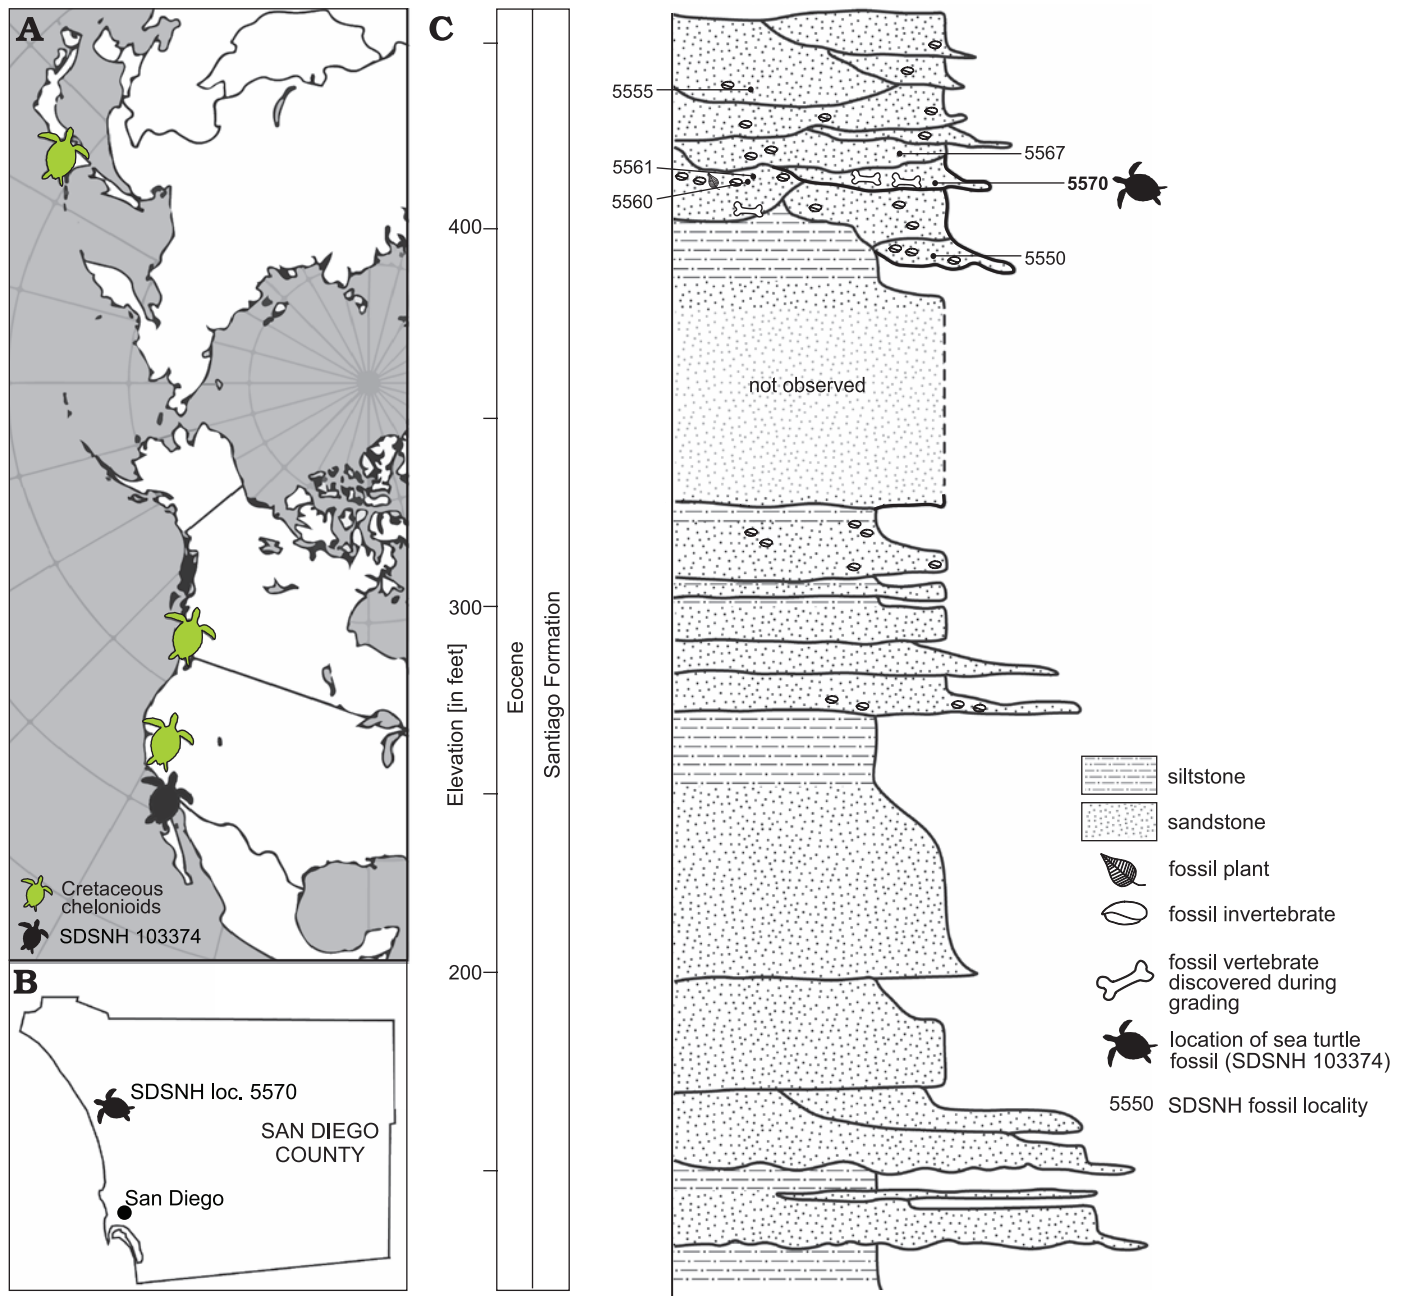 A
Cretaceous
chelonioids
SDSNH 103374
B
SDSNH loc. 5570
SAN DIEGO
COUNTY
San Diego
C
400
300
200
Elevation [in feet]
Eocene
Santiago Formation
5555
5567
5561
5570
5560
5550
not observed
siltstone
sandstone
fossil plant
fossil invertebrate
fossil vertebrate
discovered during
grading
location of sea turtle
fossil (SDSNH 103374)
5550 SDSNH fossil locality